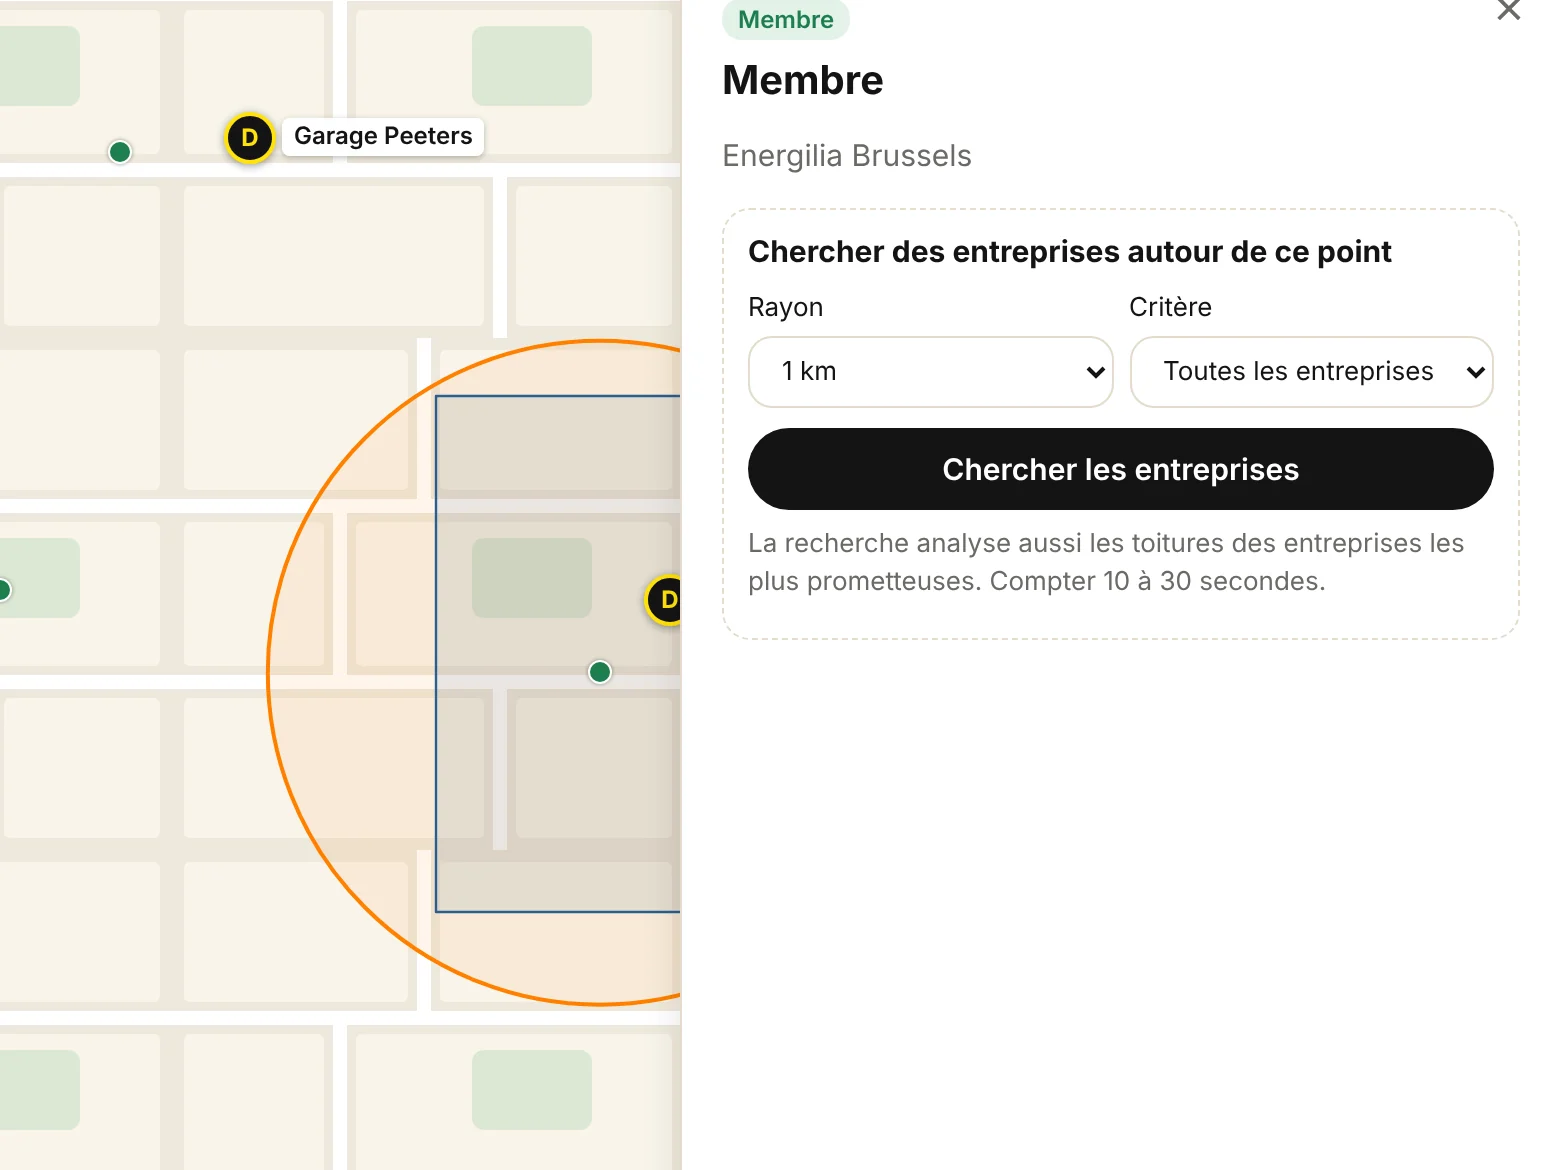 D
Garage Peeters
D
Membre
Membre
Energilia Brussels
Chercher des entreprises autour de ce point
Rayon
Critère
1 km
Toutes les entreprises
Chercher les entreprises
La recherche analyse aussi les toitures des entreprises les
plus prometteuses. Compter 10 à 30 secondes.